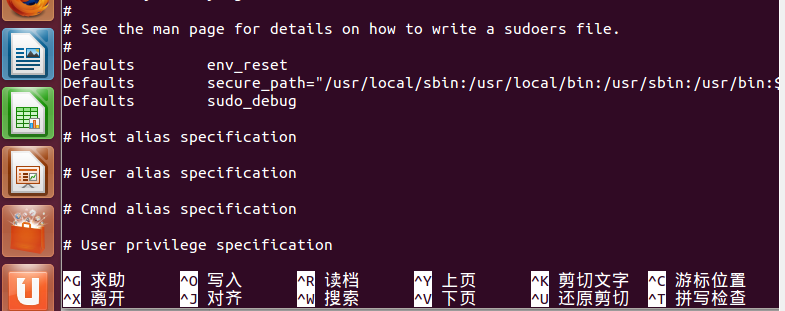 #
# See the man page for details on how to write a sudoers file.
#
Defaults        env_reset
Defaults        secure_path="/usr/local/sbin:/usr/local/bin:/usr/sbin:/usr/bin:$
Defaults        sudo_debug
# Host alias specification
# User alias specification
# Cmnd alias specification
# User privilege specification
^G 求助 ^O 写入 ^R 读档 ^Y 上页 ^K 剪切文字 ^C 游标位置
^X 离开 ^J 对齐 ^W 搜索 ^V 下页 ^U 还原剪切 ^T 拼写检查